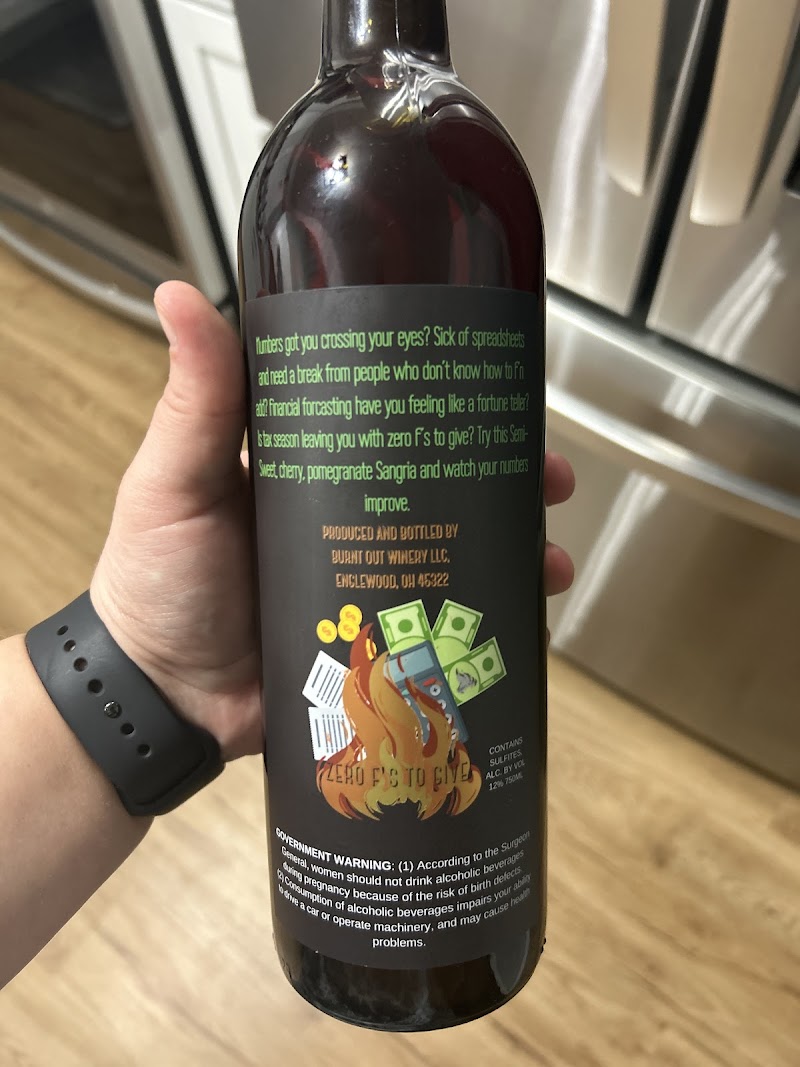 Numbers got you crossing your eyes? Sick of spreadsheets
and need a break from people who don't know how to f'n
add? Financial forcasting have you feeling like a fortune teller?
Is tax season leaving you with zero f's to give? Try this Semi-
Sweet, cherry, pomegranate Sangria and watch your numbers
improve.
PRODUCED AND BOTTLED BY
BURNT OUT WINERY LLC,
ENGLEWOOD, OH 45322
ZERO F'S TO GIVE
CONTAINS
SULFITES.
ALC. BY VOL
12% 750ML
GOVERNMENT WARNING: (1) According to the Surgeon
General, women should not drink alcoholic beverages
during pregnancy because of the risk of birth defects.
(2) Consumption of alcoholic beverages impairs your ability
to drive a car or operate machinery, and may cause health
problems.